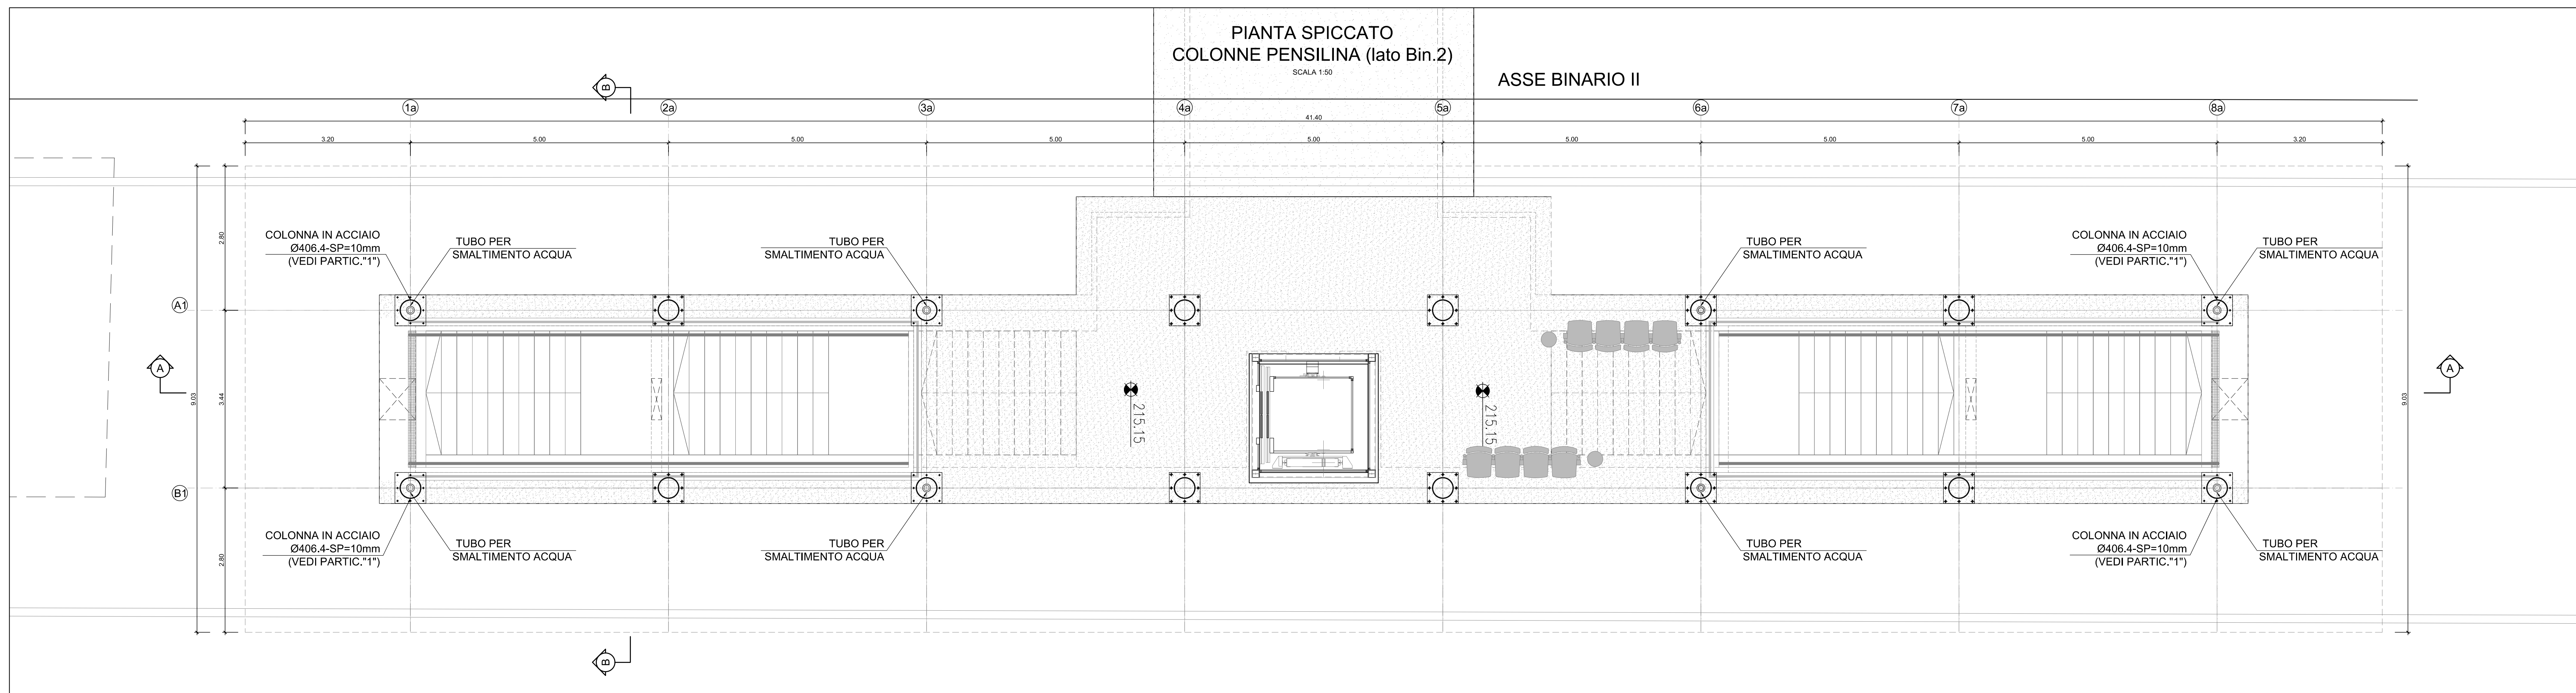 PIANTA SPICCATO
COLONNE PENSILINA (lato Bin.2)
SCALA 1:50
ASSE BINARIO II
B
1a
2a
3a
4a
5a
6a
7a
8a
41.40
3.20
5.00
5.00
5.00
5.00
5.00
5.00
5.00
3.20
COLONNA IN ACCIAIO
Ø406.4-SP=10mm
(VEDI PARTIC."1")
TUBO PER
SMALTIMENTO ACQUA
TUBO PER
SMALTIMENTO ACQUA
TUBO PER
SMALTIMENTO ACQUA
COLONNA IN ACCIAIO
Ø406.4-SP=10mm
(VEDI PARTIC."1")
TUBO PER
SMALTIMENTO ACQUA
2.80
A1
A
9.03
3.44
215.15
215.15
A
9.03
B1
2.80
COLONNA IN ACCIAIO
Ø406.4-SP=10mm
(VEDI PARTIC."1")
TUBO PER
SMALTIMENTO ACQUA
TUBO PER
SMALTIMENTO ACQUA
TUBO PER
SMALTIMENTO ACQUA
COLONNA IN ACCIAIO
Ø406.4-SP=10mm
(VEDI PARTIC."1")
TUBO PER
SMALTIMENTO ACQUA
B